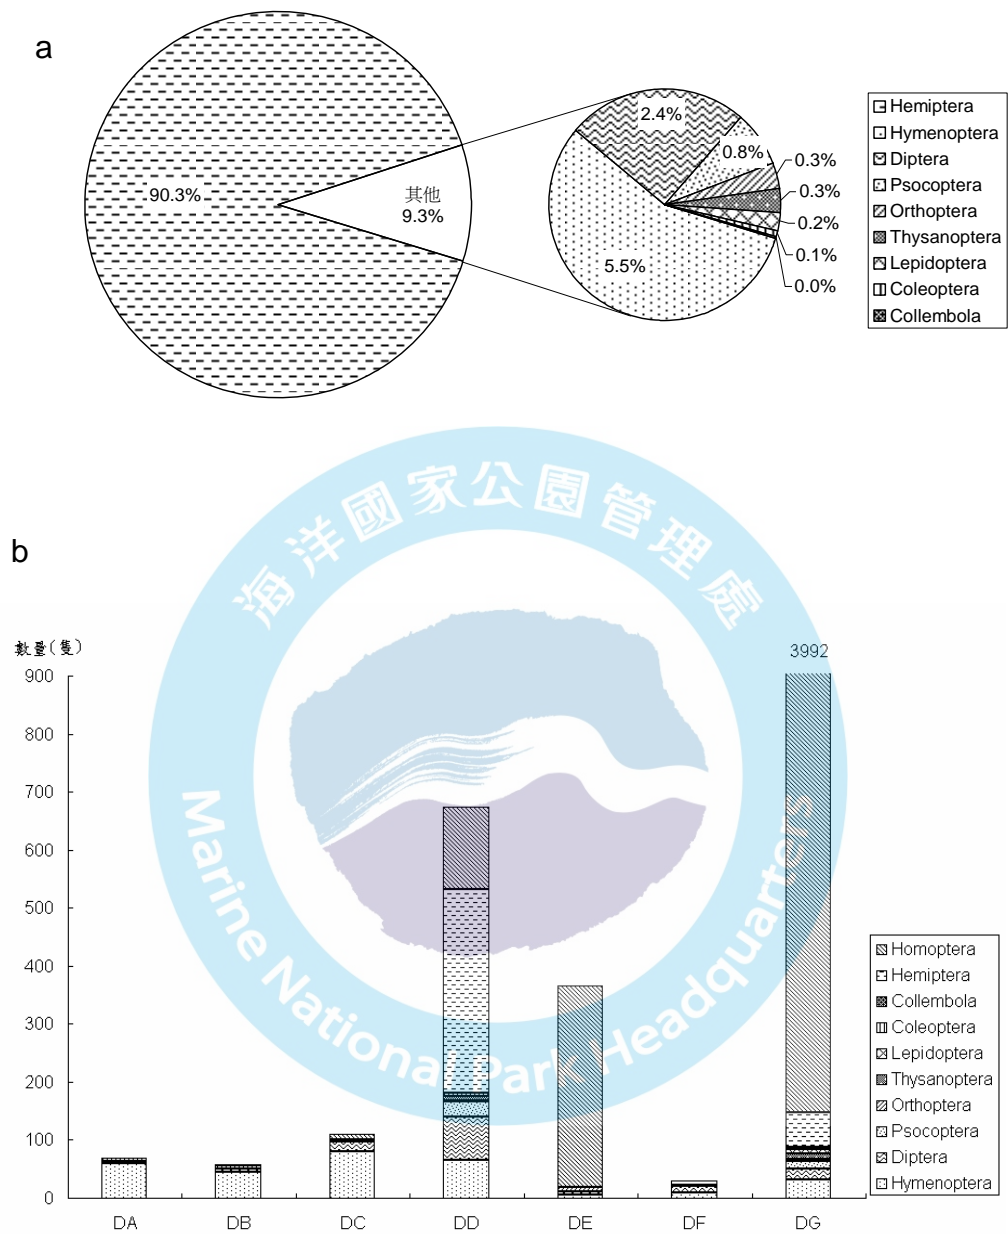 a
90.3%
其他
9.3%
2.4%
0.8%
0.3%
0.3%
0.2%
0.1%
0.0%
5.5%
Hemiptera
Hymenoptera
Diptera
Psocoptera
Orthoptera
Thysanoptera
Lepidoptera
Coleoptera
Collembola
海洋國家公園管理處
Marine National Park Headquarters
b
數量(隻)
3992
900
800
700
600
500
400
300
200
100
0
DA DB DC DD DE DF DG
Homoptera
Hemiptera
Collembola
Coleoptera
Lepidoptera
Thysanoptera
Orthoptera
Psocoptera
Diptera
Hymenoptera